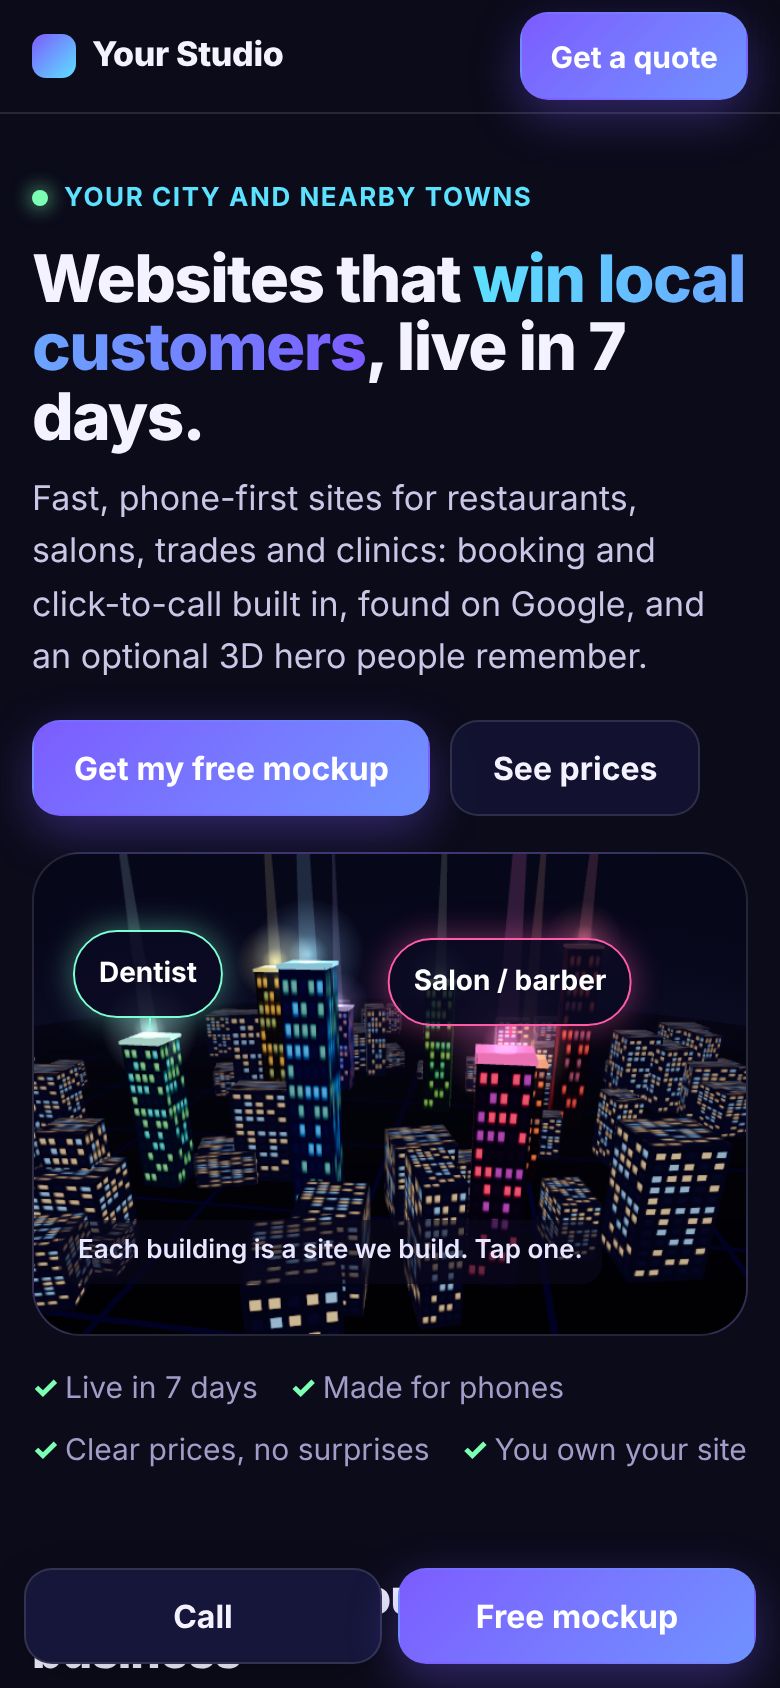 Your Studio
Get a quote
YOUR CITY AND NEARBY TOWNS
Websites that win local
customers, live in 7
days.
Fast, phone-first sites for restaurants,
salons, trades and clinics: booking and
click-to-call built in, found on Google, and
an optional 3D hero people remember.
Get my free mockup
See prices
Dentist
Salon / barber
Each building is a site we build. Tap one.
Live in 7 days
Made for phones
Clear prices, no surprises
You own your site
Call
Free mockup
business